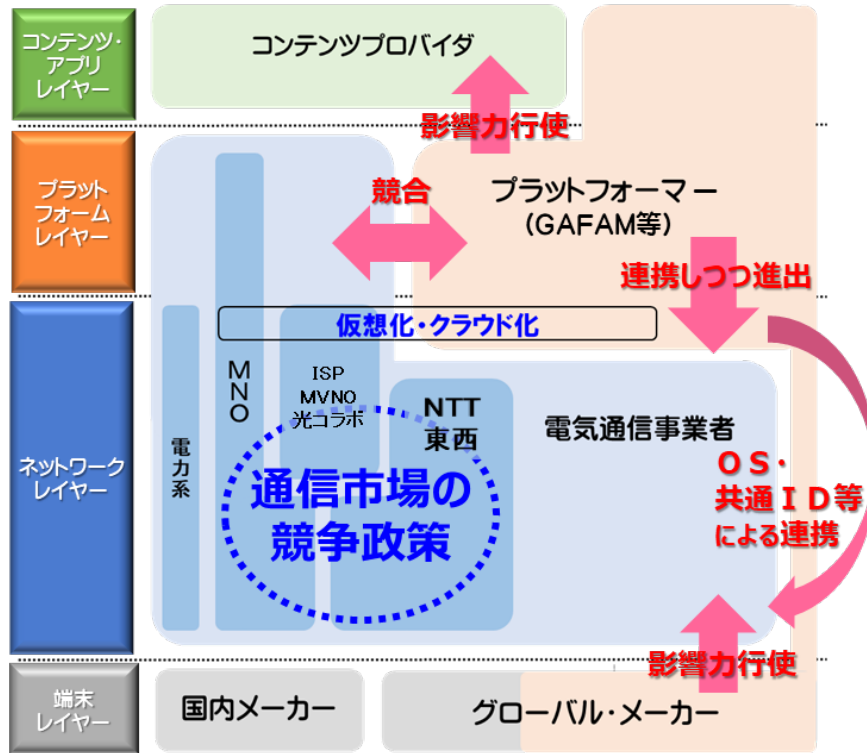 コンテンツ・
アプリ
レイヤー
コンテンツプロバイダ
影響力行使
プラット
フォーム
レイヤー
競合
プラットフォーマー
(GAFAM等)
連携しつつ進出
ネットワーク
レイヤー
仮想化・クラウド化
電力系
MNO
ISP
MVNO
光コラボ
NTT
東西
電気通信事業者
通信市場の
競争政策
OS・
共通ID等
による連携
影響力行使
端末
レイヤー
国内メーカー
グローバル・メーカー